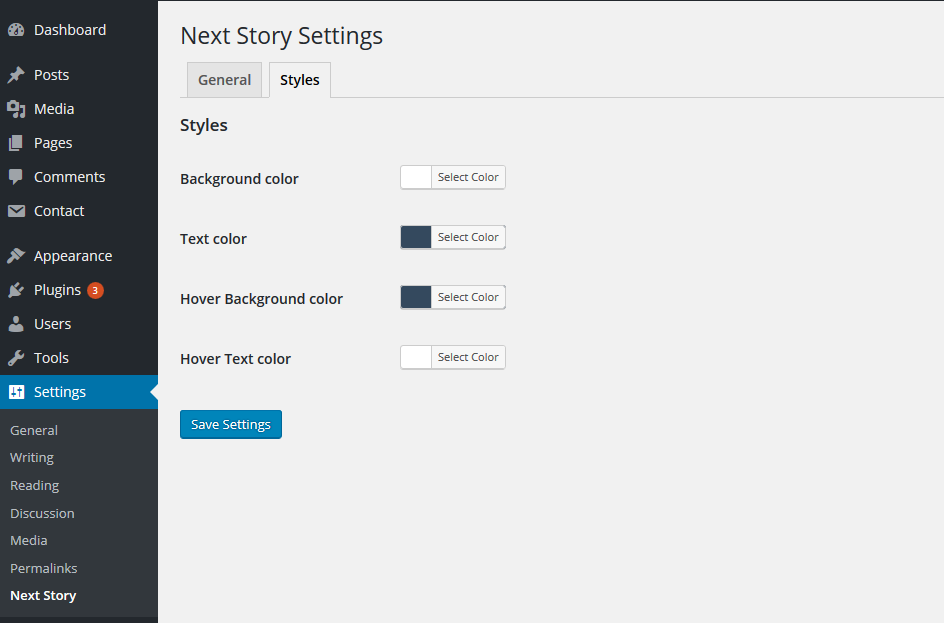 Dashboard
Posts
Media
Pages
Comments
Contact
Appearance
Plugins 3
Users
Tools
Settings
General
Writing
Reading
Discussion
Media
Permalinks
Next Story
Next Story Settings
General Styles
Styles
Background color Select Color
Text color Select Color
Hover Background color Select Color
Hover Text color Select Color
Save Settings